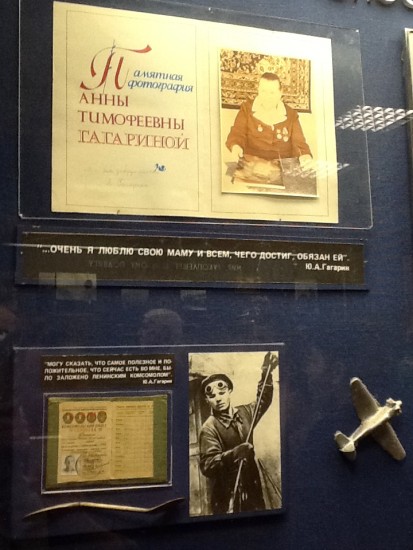 Памятная
фотография
АННЫ
ТИМОФЕЕВНЫ
ГАГАРИНОЙ
"...ОЧЕНЬ Я ЛЮБЛЮ СВОЮ МАМУ И ВСЕМ, ЧЕГО ДОСТИГ, ОБЯЗАН ЕЙ".
Ю.А.Гагарин
"МОГУ СКАЗАТЬ, ЧТО САМОЕ ПОЛЕЗНОЕ И ПО-
ЛОЖИТЕЛЬНОЕ, ЧТО СЕЙЧАС ЕСТЬ ВО МНЕ, БЫ-
ЛО ЗАЛОЖЕНО ЛЕНИНСКИМ КОМСОМОЛОМ"
Ю.А.Гагарин